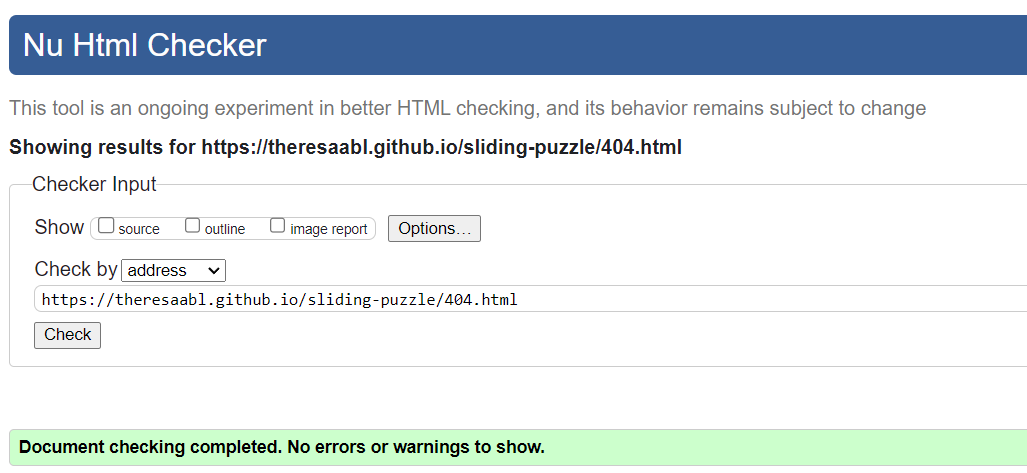 Nu Html Checker
This tool is an ongoing experiment in better HTML checking, and its behavior remains subject to change
Showing results for https://theresaabl.github.io/sliding-puzzle/404.html
Checker Input
Show source outline image report Options...
Check by address
https://theresaabl.github.io/sliding-puzzle/404.html
Check
Document checking completed. No errors or warnings to show.